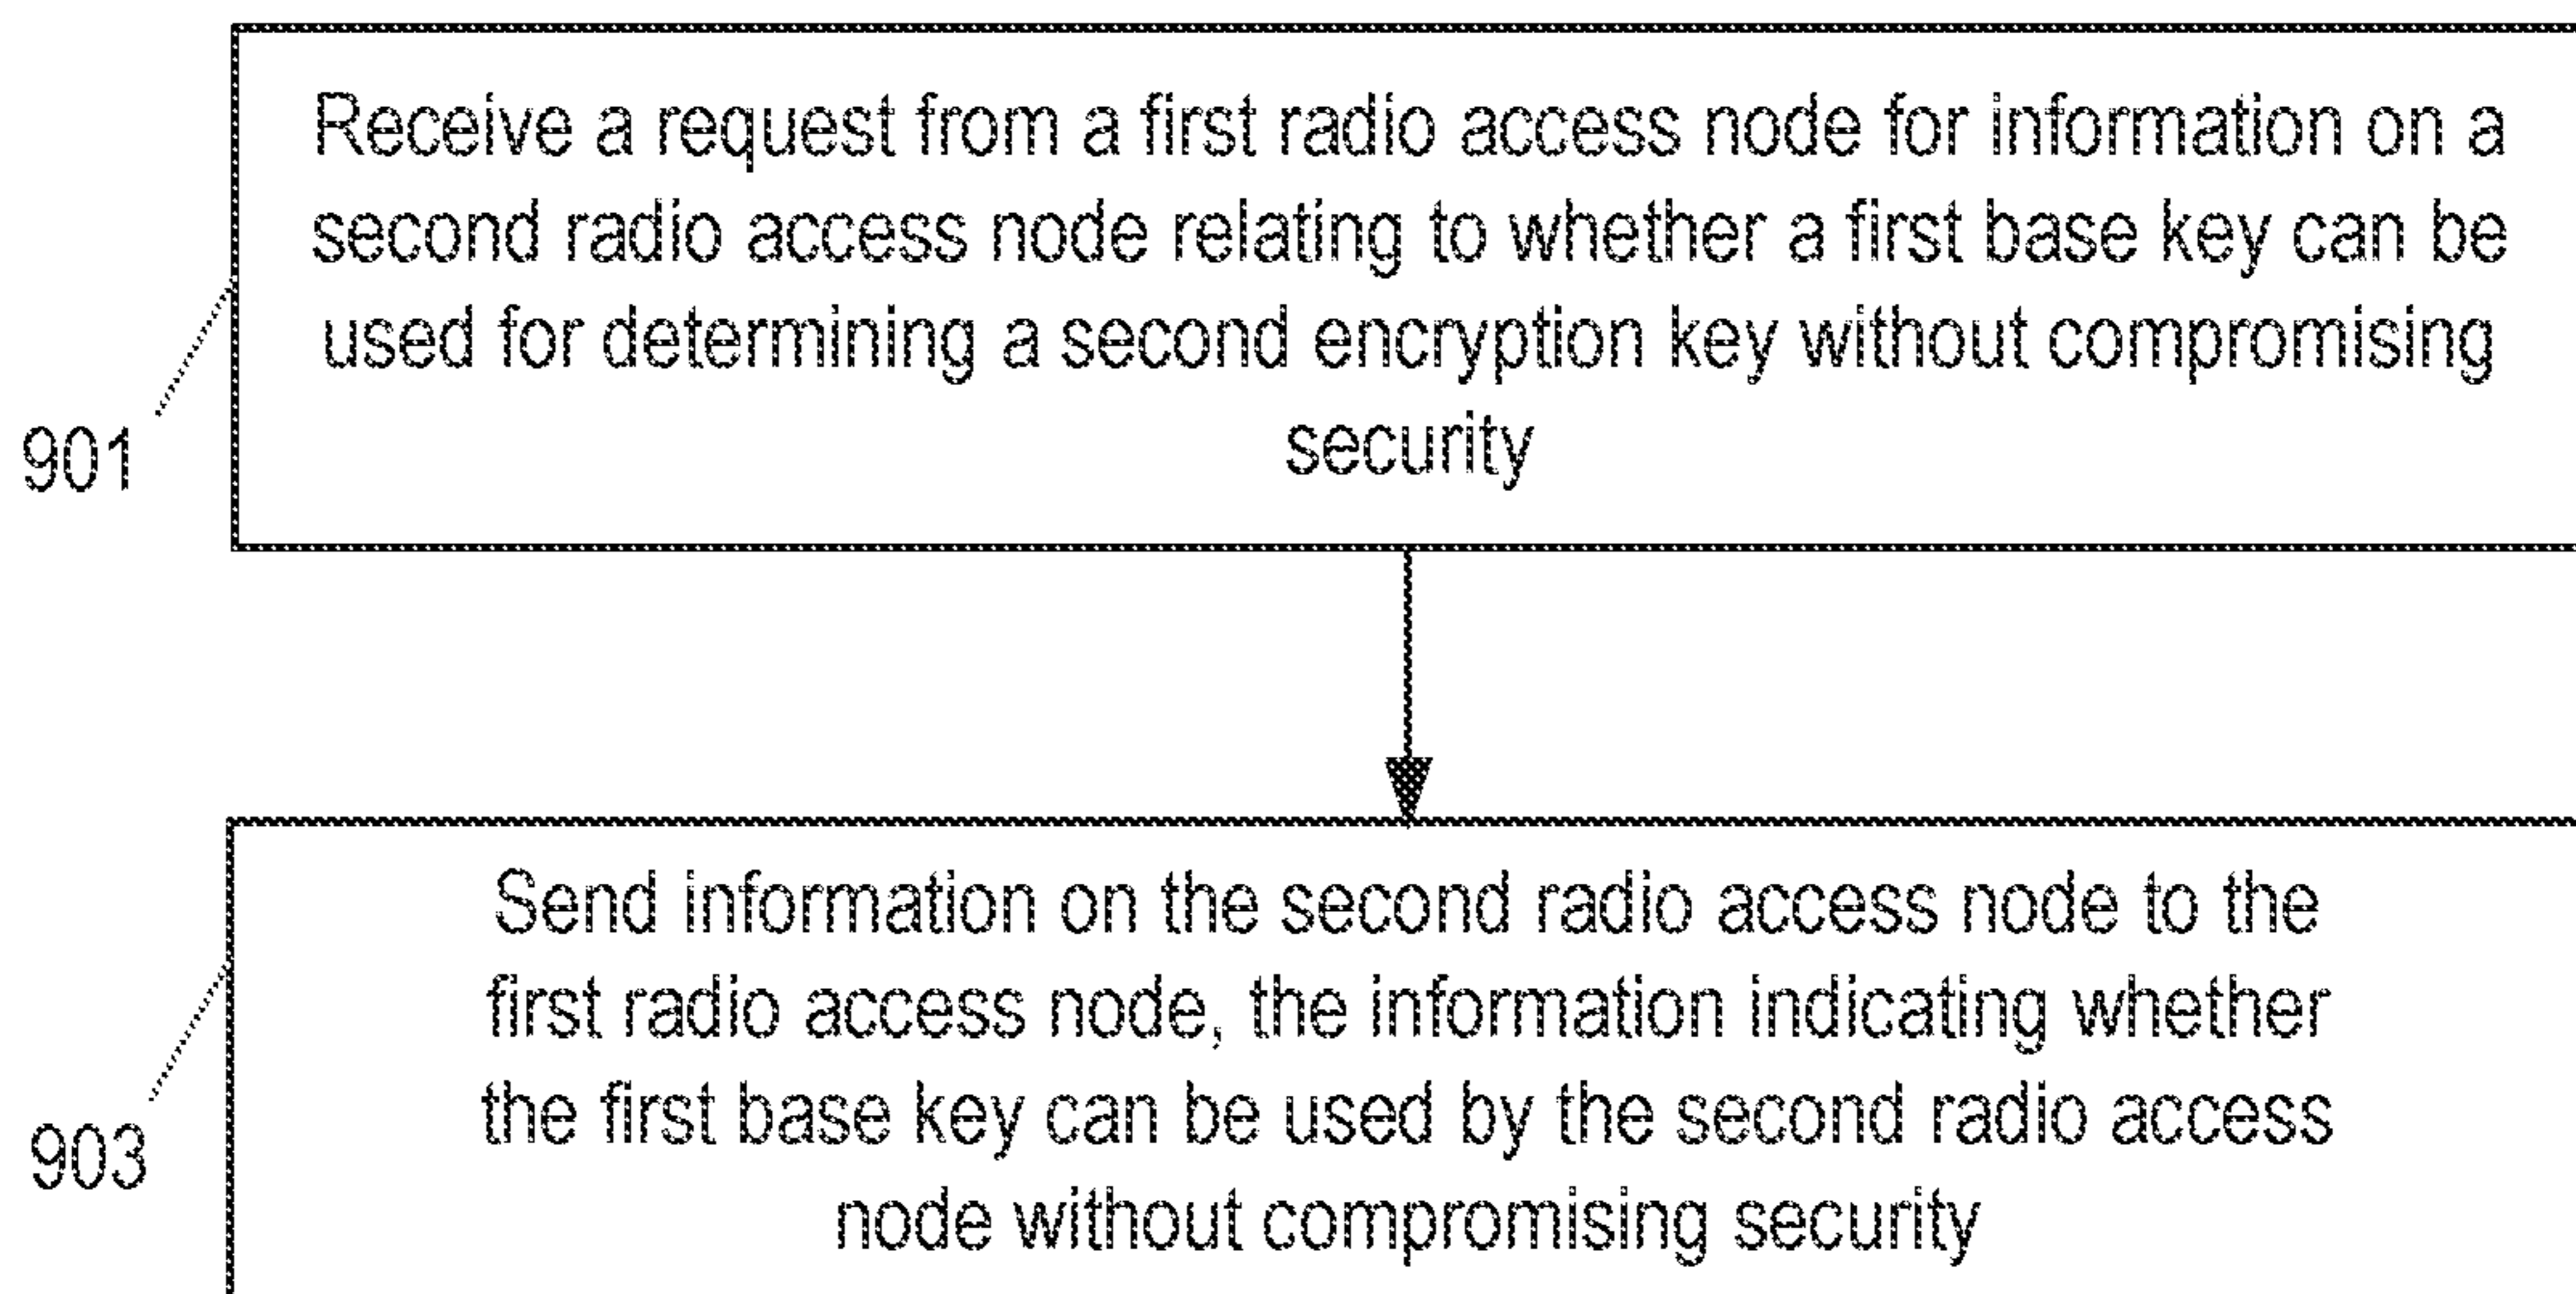 Receive a request from a first radio access node for information on a
second radio access node relating to whether a first base key can be
used for determining a second encryption key without compromising
security
901
Send information on the second radio access node to the
first radio access node, the information indicating whether
the first base key can be used by the second radio access
node without compromising security
903